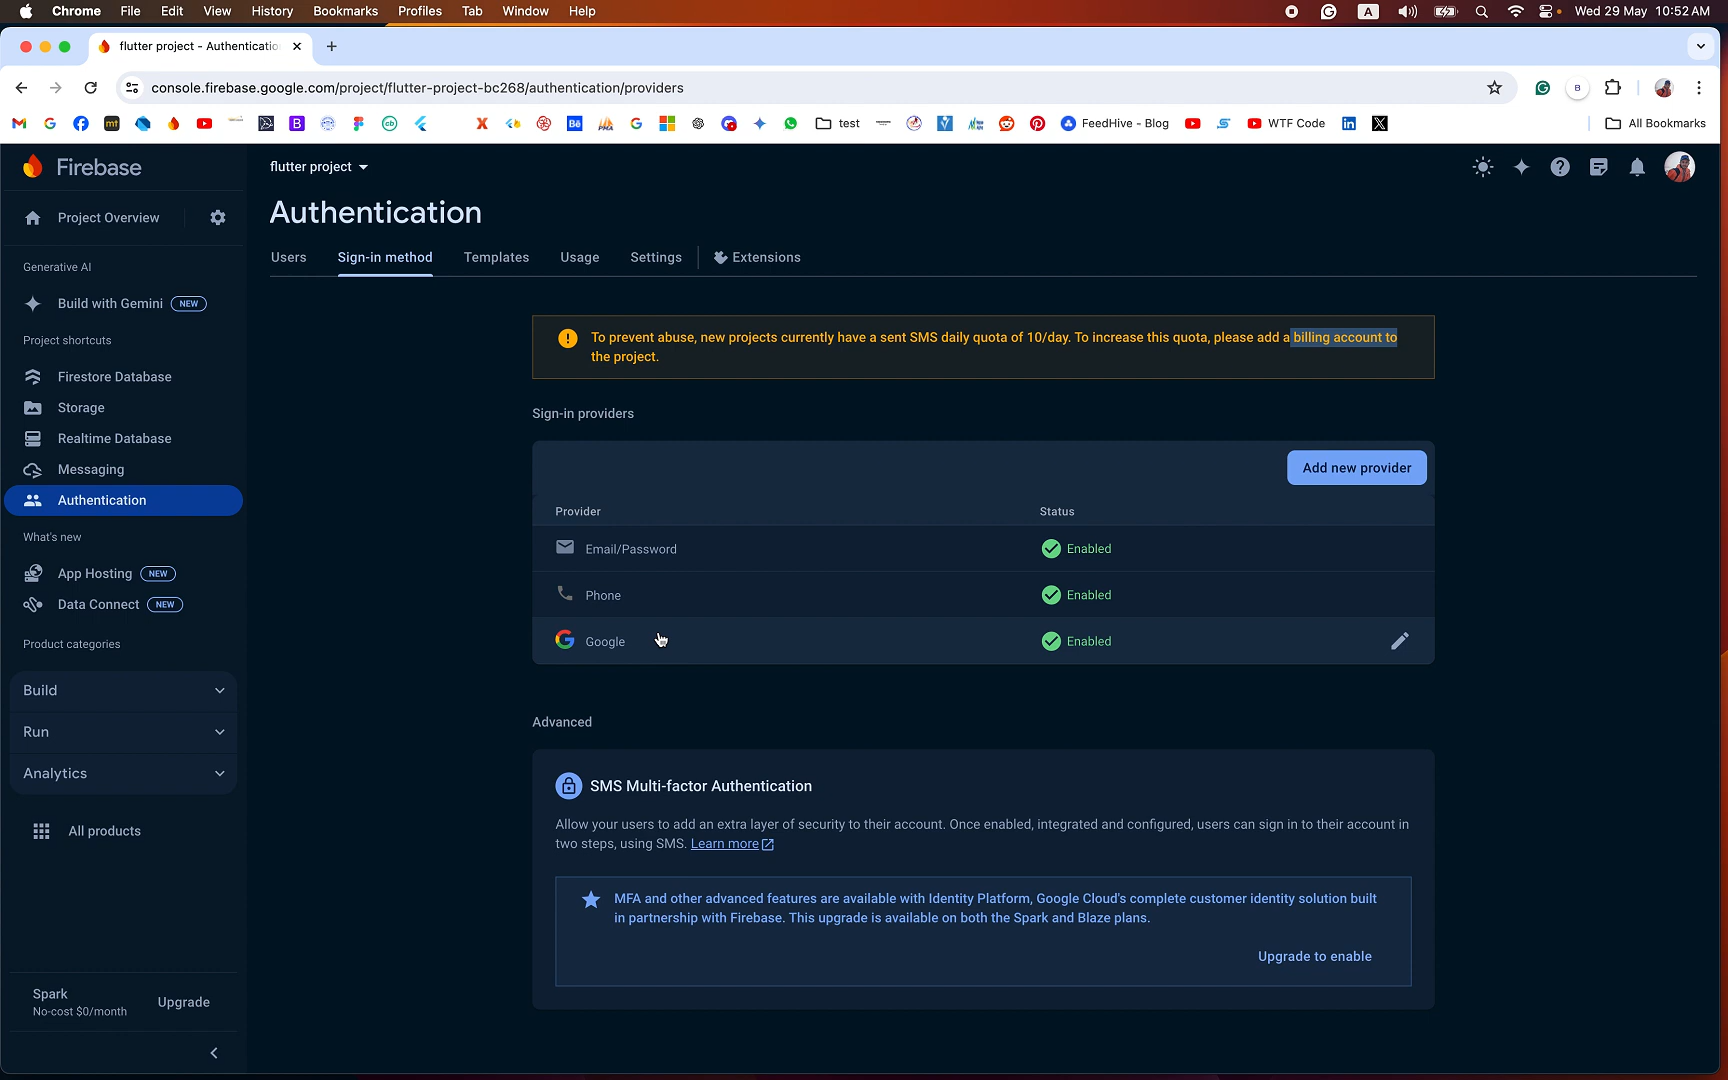 Chrome File Edit View History Bookmarks Profiles Tab Window Help
A Wed 29 May 10:52 AM
flutter project - Authenticatio
console.firebase.google.com/project/flutter-project-bc268/authentication/providers
test FeedHive - Blog WTF Code All Bookmarks
Firebase
flutter project
Project Overview
Authentication
Users Sign-in method Templates Usage Settings Extensions
Generative AI
Build with Gemini NEW
Project shortcuts
Firestore Database
Storage
Realtime Database
Messaging
Authentication
What's new
App Hosting NEW
Data Connect NEW
Product categories
Build
Run
Analytics
All products
Spark
No-cost $0/month
Upgrade
To prevent abuse, new projects currently have a sent SMS daily quota of 10/day. To increase this quota, please add a billing account to
the project.
Sign-in providers
Add new provider
Provider Status
Email/Password Enabled
Phone Enabled
Google Enabled
Advanced
SMS Multi-factor Authentication
Allow your users to add an extra layer of security to their account. Once enabled, integrated and configured, users can sign in to their account in
two steps, using SMS. Learn more
MFA and other advanced features are available with Identity Platform, Google Cloud's complete customer identity solution built
in partnership with Firebase. This upgrade is available on both the Spark and Blaze plans.
Upgrade to enable